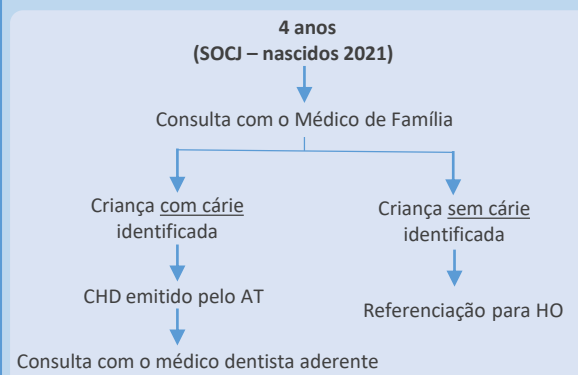 4 anos
(SOCJ – nascidos 2021)
Consulta com o Médico de Família
Criança com cárie
identificada
Criança sem cárie
identificada
CHD emitido pelo AT
Referenciação para HO
Consulta com o médico dentista aderente